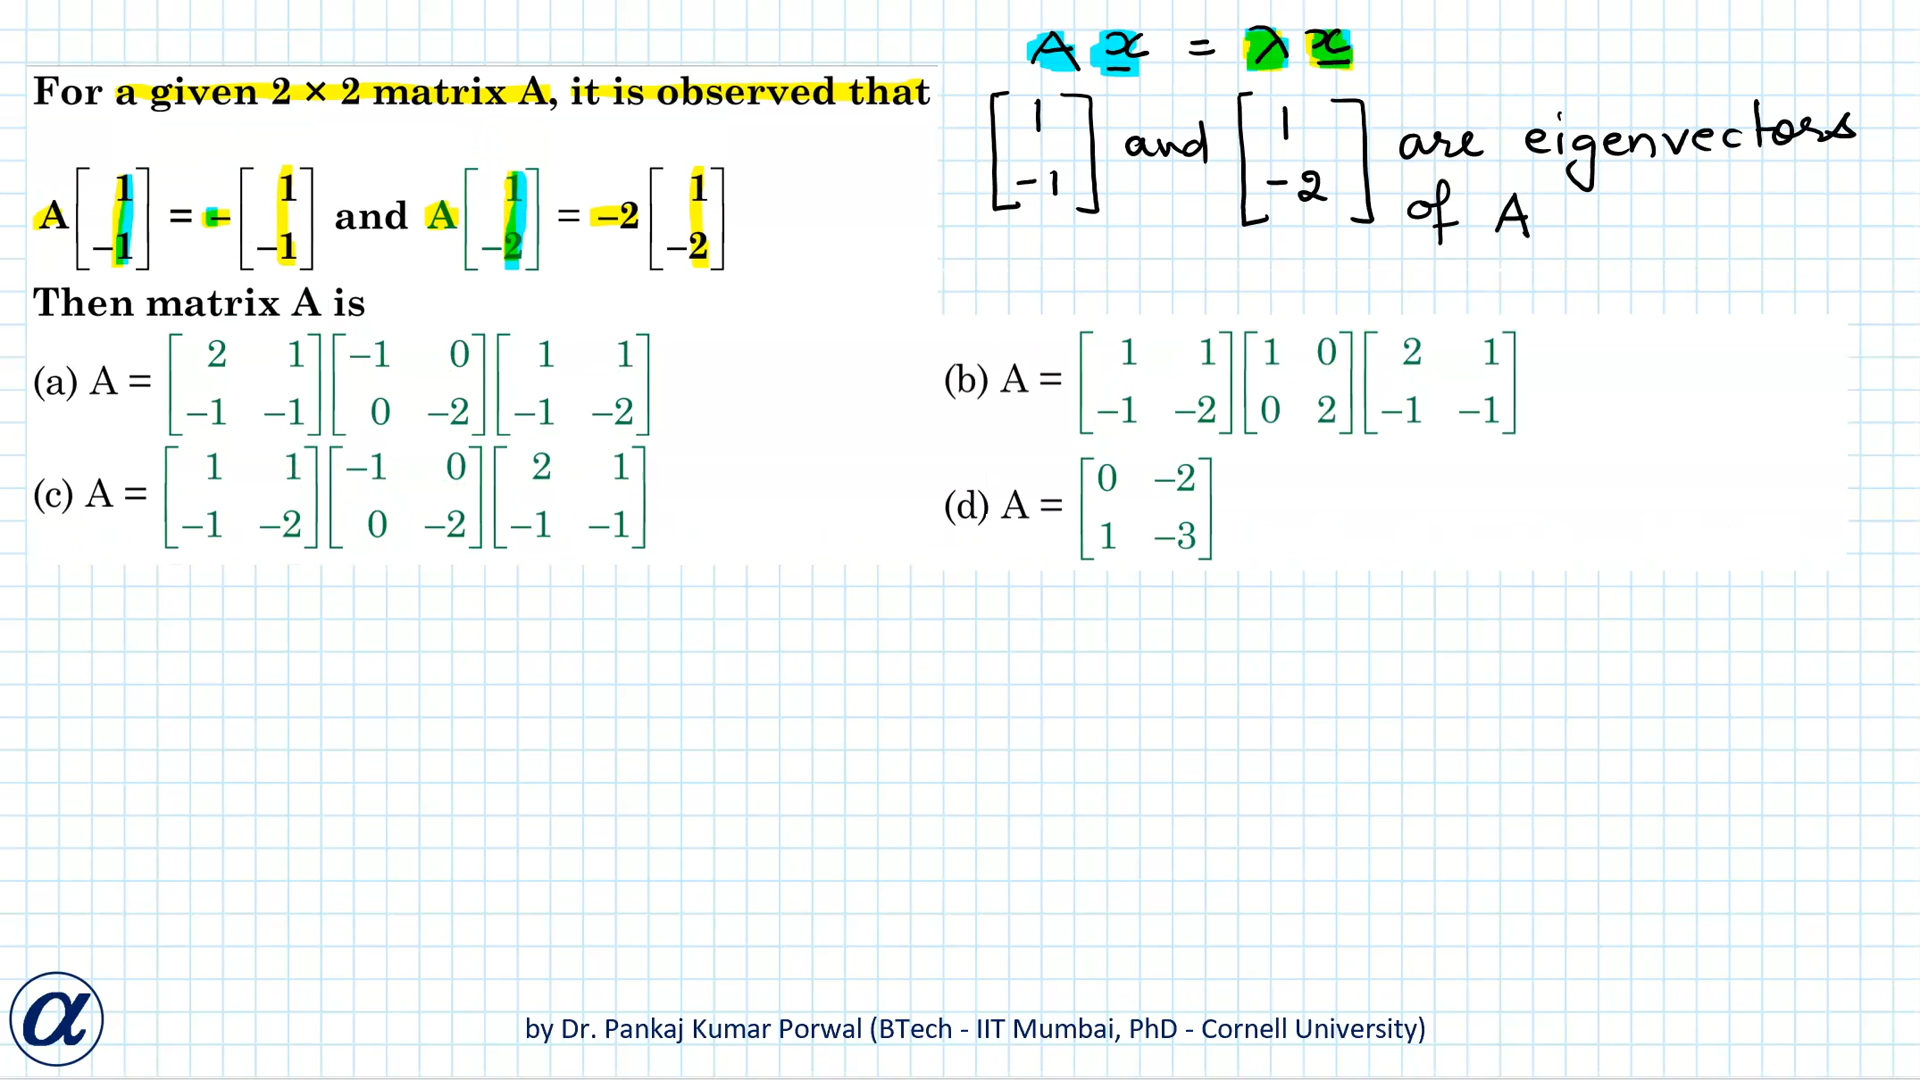 A x = λ x
For a given 2 × 2 matrix A, it is observed that
[1 -1] and [1 -2] are eigenvectors
of A
A [1 –1] = – [1 –1] and A [1 –2] = –2 [1 –2]
Then matrix A is
(a) A = [2 1; –1 –1] [–1 0; 0 –2] [1 1; –1 –2]
(b) A = [1 1; –1 –2] [1 0; 0 2] [2 1; –1 –1]
(c) A = [1 1; –1 –2] [–1 0; 0 –2] [2 1; –1 –1]
(d) A = [0 –2; 1 –3]
α
by Dr. Pankaj Kumar Porwal (BTech - IIT Mumbai, PhD - Cornell University)